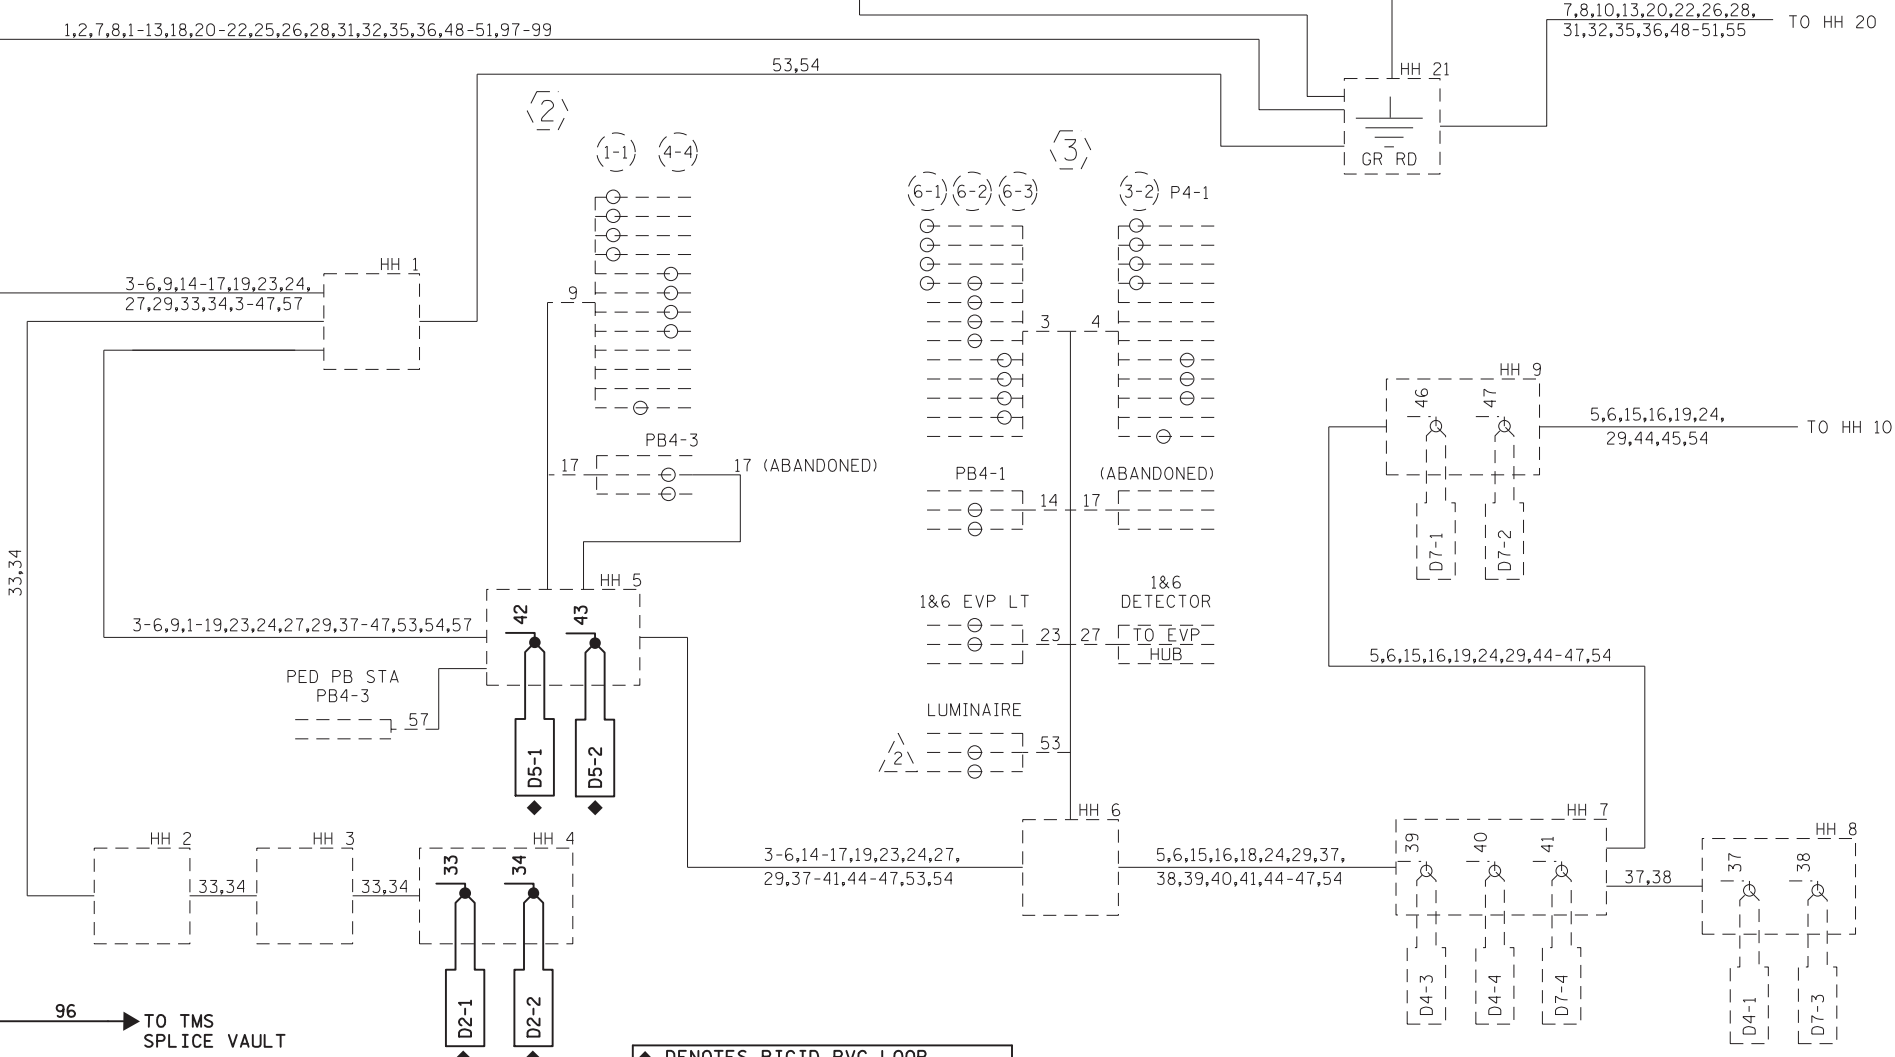 7,8,10,13,20,22,26,28,
31,32,35,36,48-51,55
TO HH 20
1,2,7,8,1-13,18,20-22,25,26,28,31,32,35,36,48-51,97-99
53,54
HH 21
GR RD
2
1-1
4-4
3
6-1
6-2
6-3
3-2
P4-1
HH 1
3-6,9,14-17,19,23,24,
27,29,33,34,3-47,57
9
3
4
HH 9
46
47
5,6,15,16,19,24,
29,44,45,54
TO HH 10
PB4-3
17
17 (ABANDONED)
PB4-1
(ABANDONED)
14
17
D7-1
D7-2
33,34
HH 5
42
43
3-6,9,1-19,23,24,27,29,37-47,53,54,57
1&6 EVP LT
1&6
DETECTOR
23
27
TO EVP
HUB
5,6,15,16,19,24,29,44-47,54
PED PB STA
PB4-3
57
LUMINAIRE
2
53
D5-1
D5-2
HH 2
HH 3
HH 4
33,34
33,34
33
34
HH 6
3-6,14-17,19,23,24,27,
29,37-41,44-47,53,54
5,6,15,16,18,24,29,37,
38,39,40,41,44-47,54
HH 7
39
40
41
37,38
HH 8
37
38
D2-1
D2-2
D4-3
D4-4
D7-4
D4-1
D7-3
96
TO TMS
SPLICE VAULT
DENOTES RIGID PVC LOOP